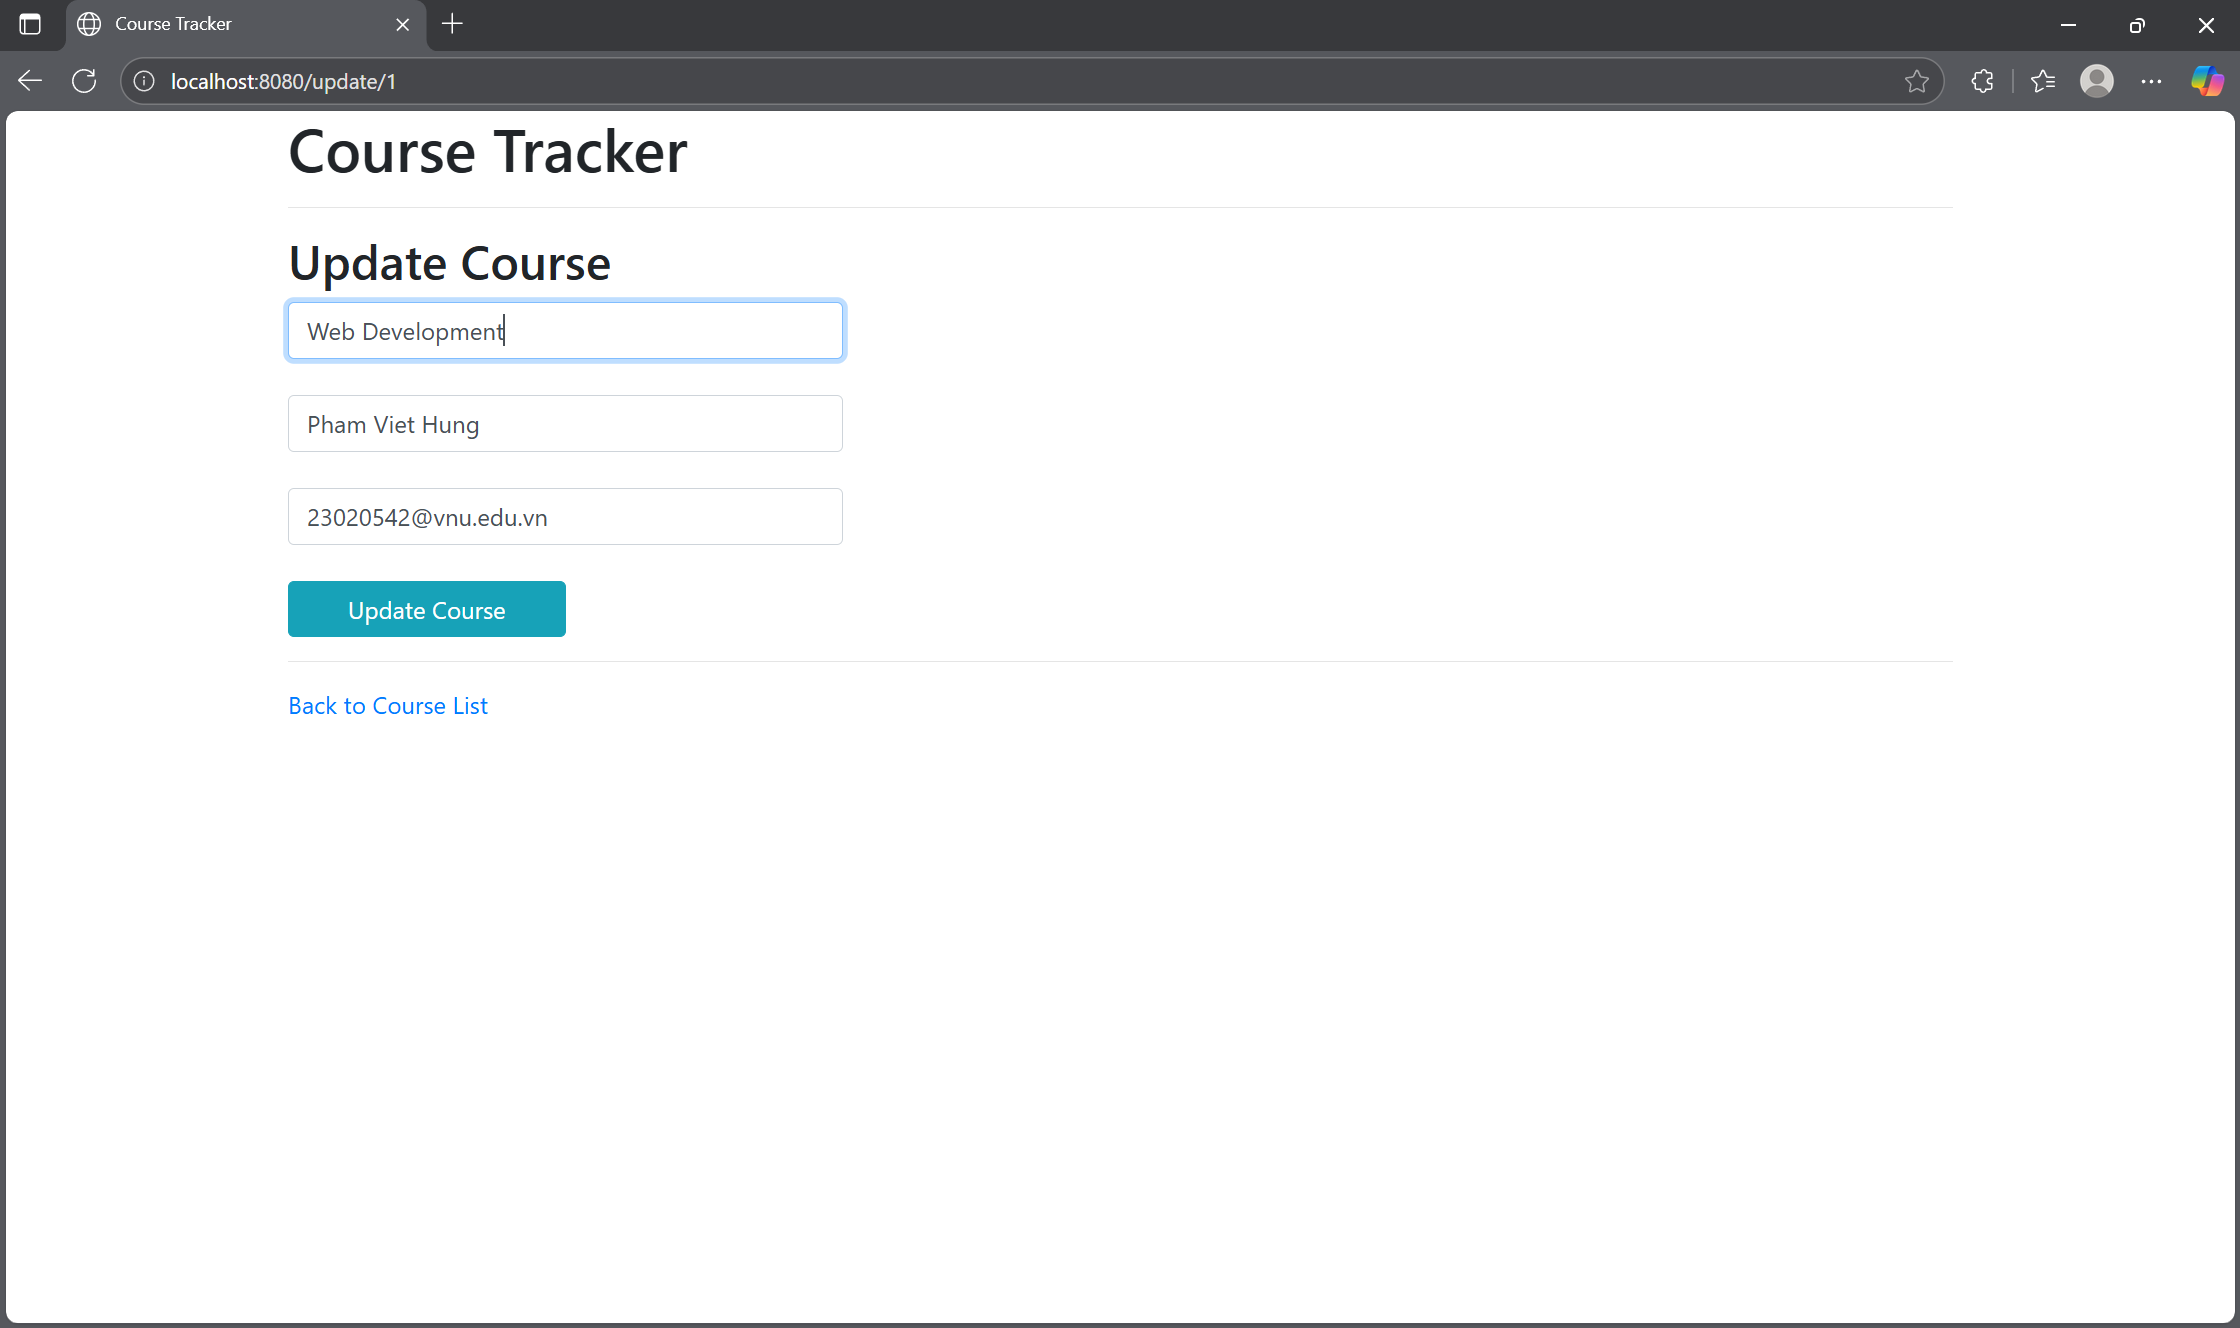 Course Tracker
localhost:8080/update/1
Course Tracker
Update Course
Web Development
Pham Viet Hung
23020542@vnu.edu.vn
Update Course
Back to Course List